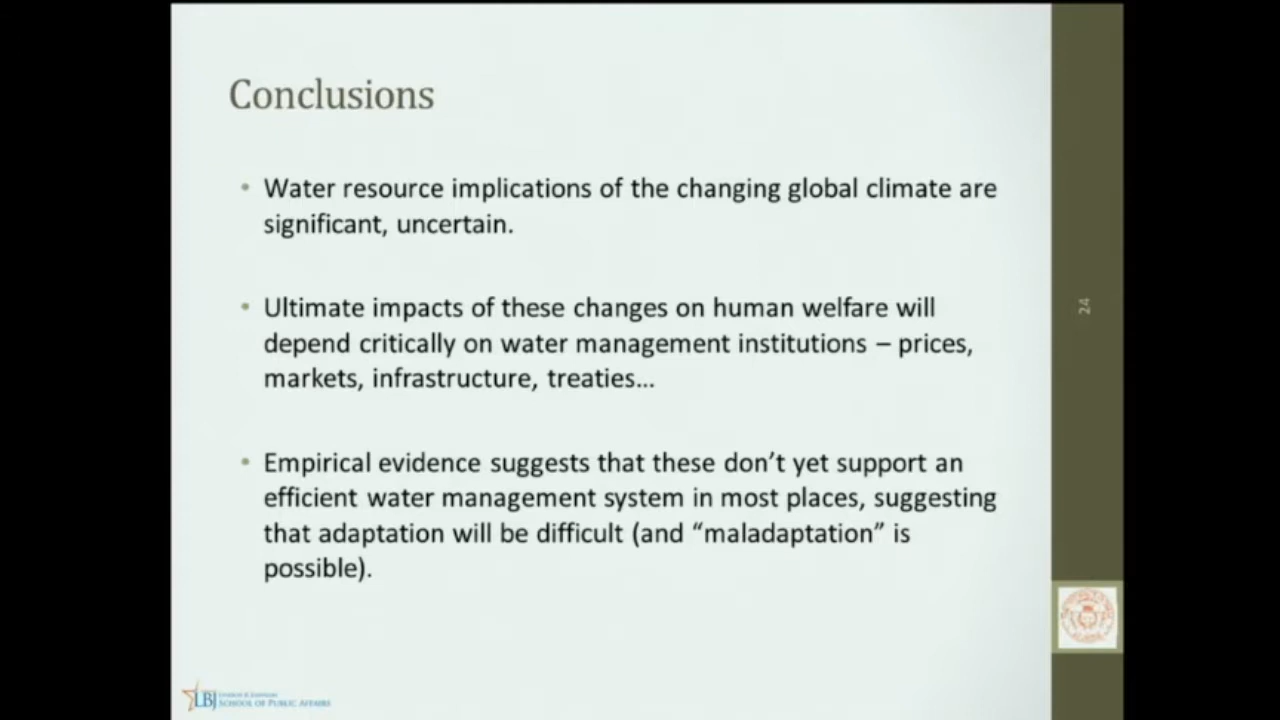 Conclusions
• Water resource implications of the changing global climate are
significant, uncertain.
• Ultimate impacts of these changes on human welfare will
depend critically on water management institutions – prices,
markets, infrastructure, treaties...
• Empirical evidence suggests that these don't yet support an
efficient water management system in most places, suggesting
that adaptation will be difficult (and “maladaptation” is
possible).
24
LBJ
SCHOOL OF PUBLIC AFFAIRS